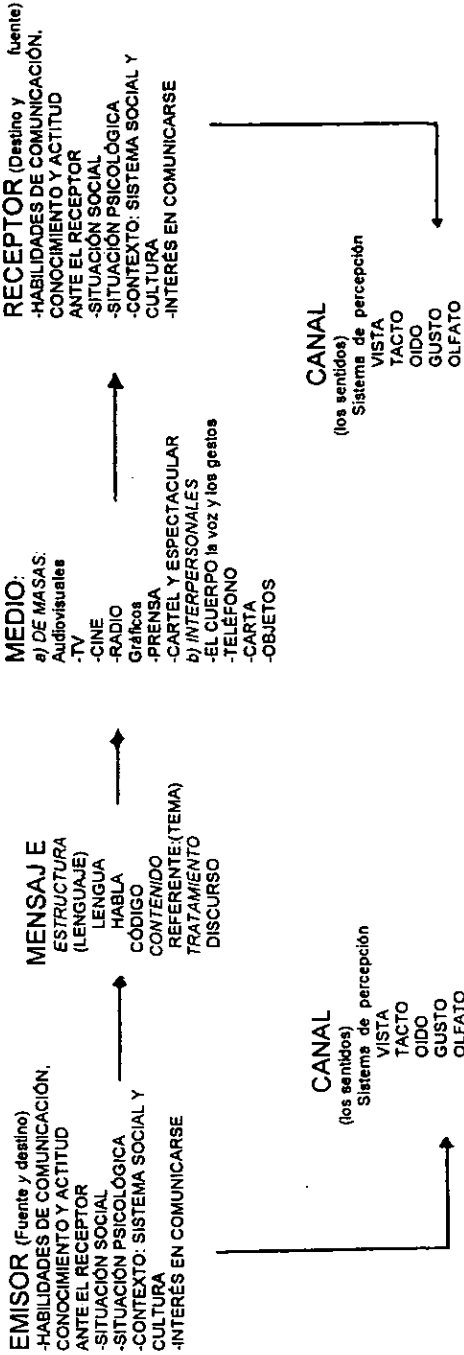 EMISOR (Fuente y destino)
-HABILIDADES DE COMUNICACIÓN,
CONOCIMIENTO Y ACTITUD
ANTE EL RECEPTOR
-SITUACIÓN SOCIAL
-SITUACIÓN PSICOLÓGICA
-CONTEXTO: SISTEMA SOCIAL Y
CULTURA
-INTERÉS EN COMUNICARSE
CANAL
(los sentidos)
Sistema de percepción
VISTA
TACTO
OIDO
GUSTO
OLFATO
MENSAJ E
ESTRUCTURA
(LENGUAJE)
LENGUA
HABLA
CÓDIGO
CONTENIDO
REFERENTE:(TEMA)
TRATAMIENTO
DISCURSO
MEDIO:
a) DE MASAS:
Audiovisuales
-TV
-CINE
-RADIO
Gráficos
-PRENSA
-CARTEL Y ESPECTACULAR
b) INTERPERSONALES
-EL CUERPO la voz y los gestos
-TELÉFONO
-CARTA
-OBJETOS
RECEPTOR (Destino y fuente)
-HABILIDADES DE COMUNICACIÓN,
CONOCIMIENTO Y ACTITUD
ANTE EL RECEPTOR
-SITUACIÓN SOCIAL
-SITUACIÓN PSICOLÓGICA
-CONTEXTO: SISTEMA SOCIAL Y
CULTURA
-INTERÉS EN COMUNICARSE
CANAL
(los sentidos)
Sistema de percepción
VISTA
TACTO
OIDO
GUSTO
OLFATO